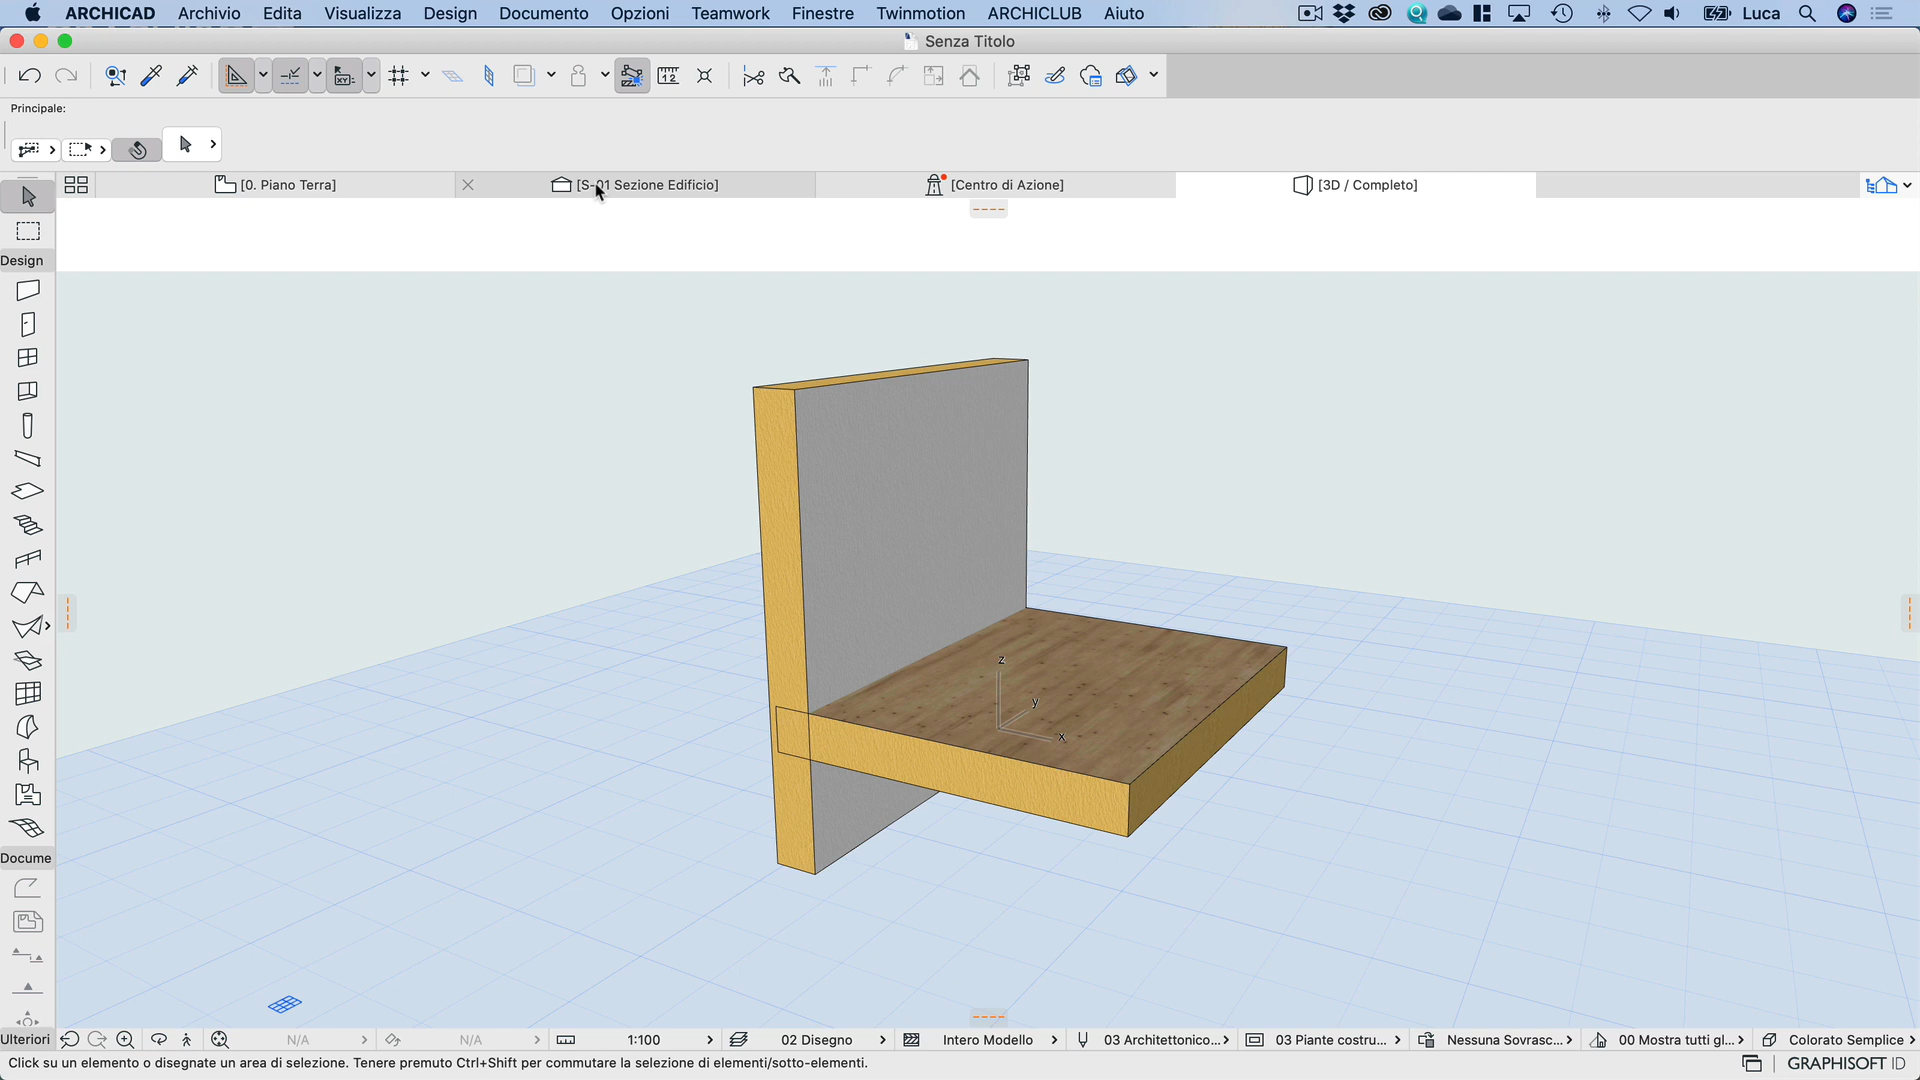 ARCHICAD Archivio Edita Visualizza Design Documento Opzioni Teamwork Finestre Twinmotion ARCHICLUB Aiuto Luca
Senza Titolo
Principale:
[0. Piano Terra] [S-01 Sezione Edificio] [Centro di Azione] [3D / Completo]
Design
z
y
x
Docume
Ulteriori N/A N/A 1:100 02 Disegno Intero Modello 03 Architettonico... 03 Piante costru... Nessuna Sovrasc... 00 Mostra tutti gl... Colorato Semplice
Click su un elemento o disegnate un area di selezione. Tenere premuto Ctrl+Shift per commutare la selezione di elementi/sotto-elementi. GRAPHISOFT ID